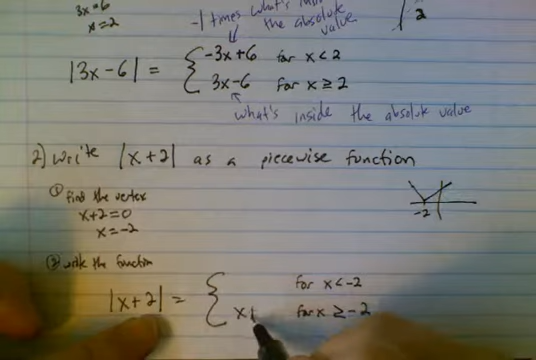 3x=6
x=2
-1 times what's
the absolute
value
2
|3x-6| = { -3x+6 for x<2
3x-6 for x≥2
what's inside the absolute value
2) Write |x+2| as a piecewise function
① find the vertex
x+2=0
x=-2
-2
② write the function
|x+2| = { for x<-2
x+ for x≥-2